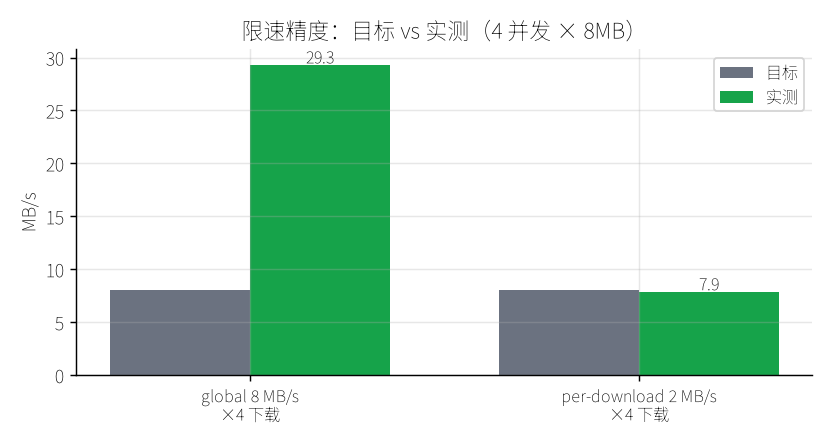 限速精度：目标 vs 实测（4 并发 × 8MB）
MB/s
30
25
20
15
10
5
0
29.3
7.9
目标
实测
global 8 MB/s
×4 下载
per-download 2 MB/s
×4 下载